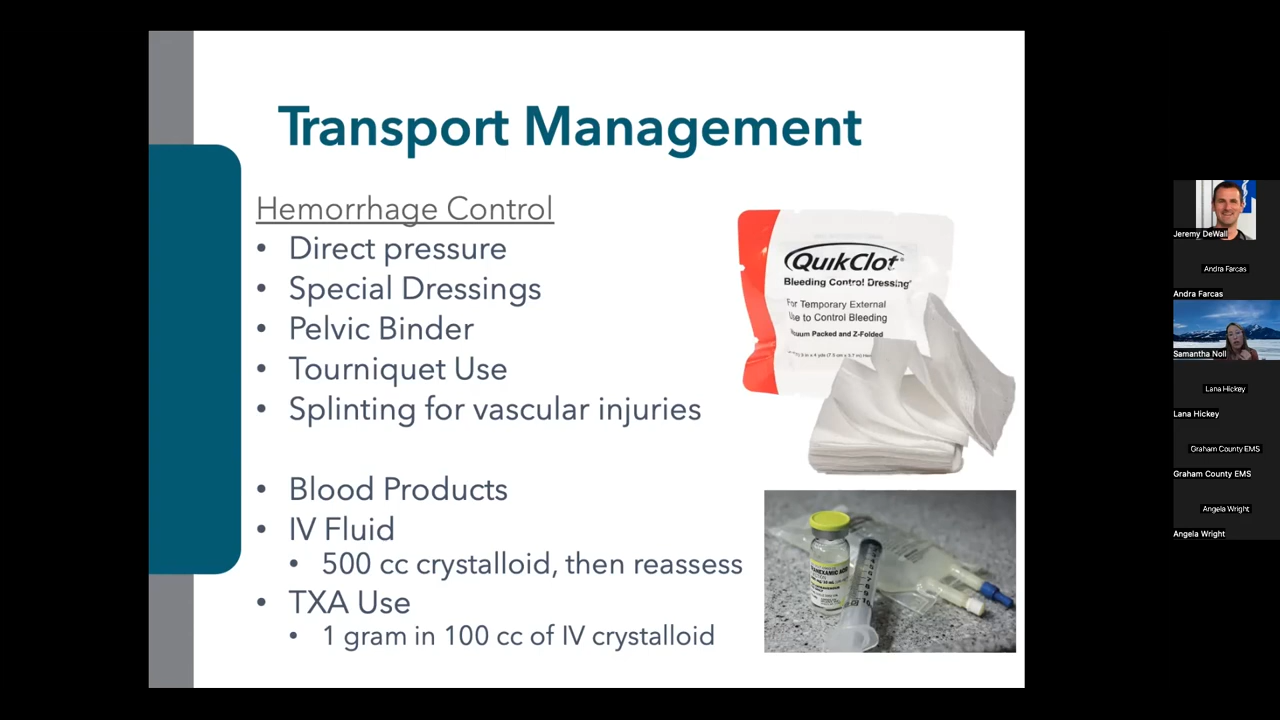 Transport Management
Hemorrhage Control
• Direct pressure
• Special Dressings
• Pelvic Binder
• Tourniquet Use
• Splinting for vascular injuries
• Blood Products
• IV Fluid
• 500 cc crystalloid, then reassess
• TXA Use
• 1 gram in 100 cc of IV crystalloid
QuikClot®
Bleeding Control Dressing®
For Temporary External
Use to Control Bleeding
Vacuum Packed and Z-Folded
Jeremy DeWall
Andra Farcas
Andra Farcas
Samantha Noll
Lana Hickey
Lana Hickey
Graham County EMS
Graham County EMS
Angela Wright
Angela Wright